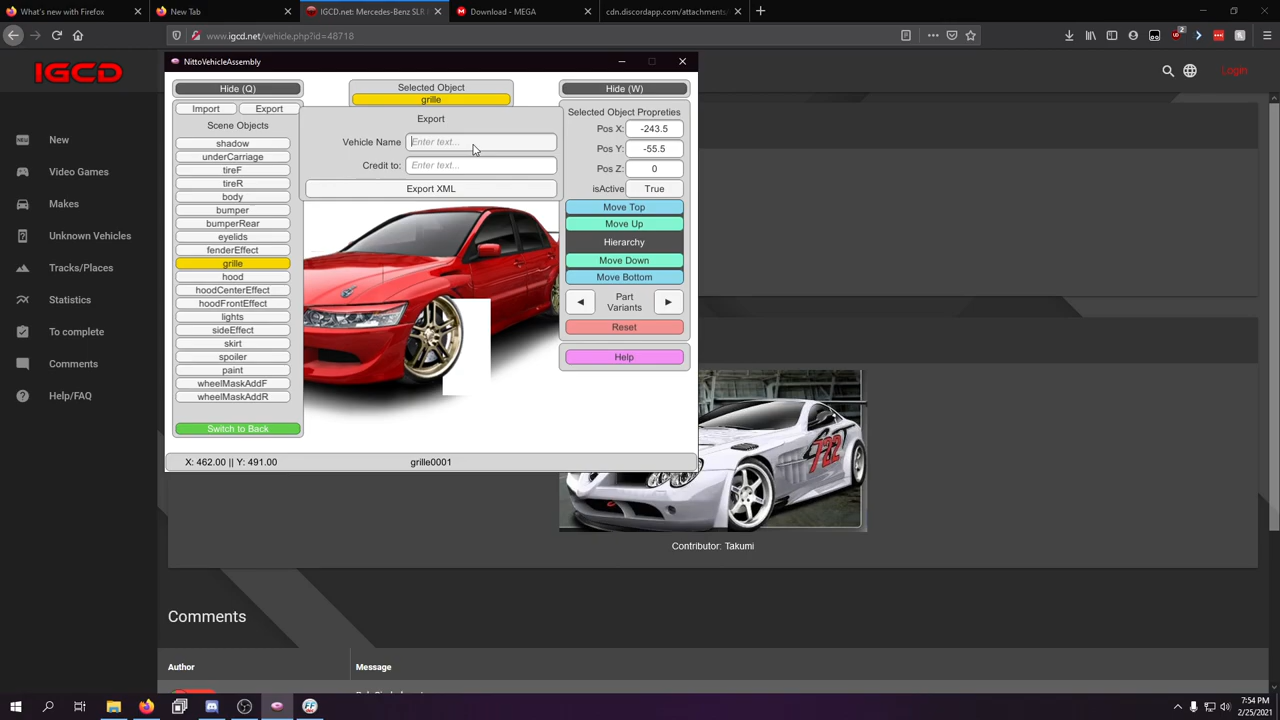 What's new with Firefox
New Tab
IGCD.net: Mercedes-Benz SLR
Download - MEGA
cdn.discordapp.com/attachments
www.igcd.net/vehicle.php?id=48718
IGCD
Login
New
Video Games
Makes
Unknown Vehicles
Tracks/Places
Statistics
To complete
Comments
Help/FAQ
NittoVehicleAssembly
Hide (Q)
Import
Export
Scene Objects
shadow
underCarriage
tireF
tireR
body
bumper
bumperRear
eyelids
fenderEffect
grille
hood
hoodCenterEffect
hoodFrontEffect
lights
sideEffect
skirt
spoiler
paint
wheelMaskAddF
wheelMaskAddR
Switch to Back
Selected Object
grille
Export
Vehicle Name
Enter text...
Credit to:
Enter text...
Export XML
Hide (W)
Selected Object Propreties
Pos X: -243.5
Pos Y: -55.5
Pos Z: 0
isActive True
Move Top
Move Up
Hierarchy
Move Down
Move Bottom
Part
Variants
Reset
Help
X: 462.00 || Y: 491.00
grille0001
722
Contributor: Takumi
Comments
Author
Message
7:54 PM
2/25/2021